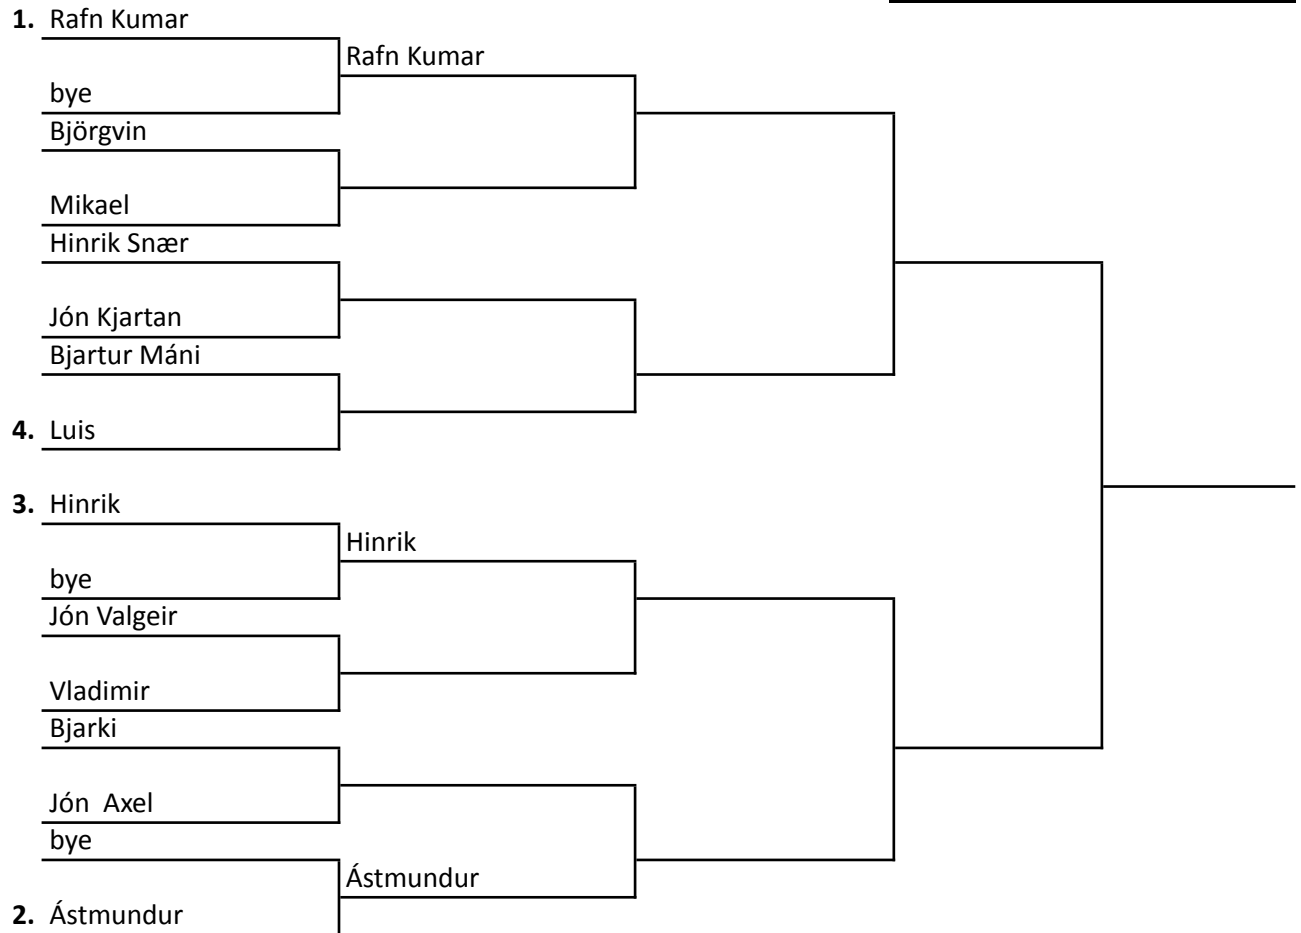 1. Rafn Kumar
Rafn Kumar
bye
Björgvin
Mikael
Hinrik Snær
Jón Kjartan
Bjartur Máni
4. Luis
3. Hinrik
Hinrik
bye
Jón Valgeir
Vladimir
Bjarki
Jón  Axel
bye
Ástmundur
2. Ástmundur